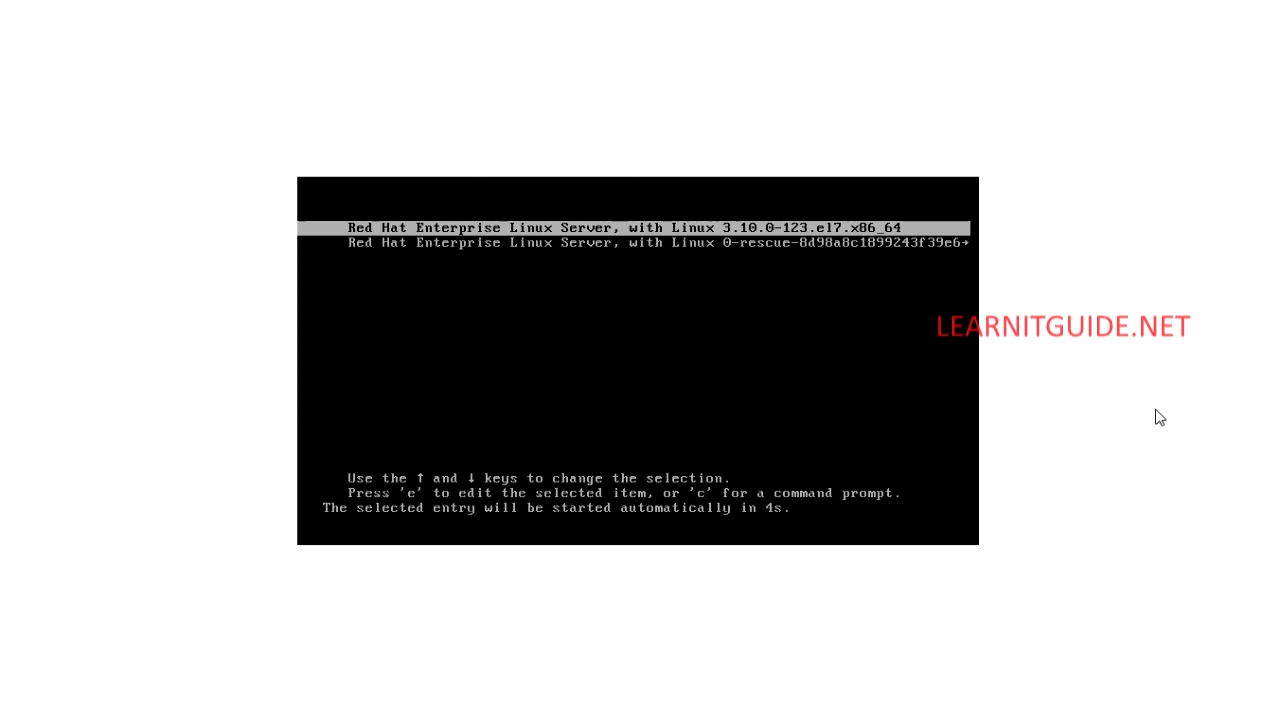 Red Hat Enterprise Linux Server, with Linux 3.10.0-123.el7.x86_64
Red Hat Enterprise Linux Server, with Linux 0-rescue-8d98a8c1899243f39e6→
LEARNITGUIDE.NET
Use the ↑ and ↓ keys to change the selection.
Press 'e' to edit the selected item, or 'c' for a command prompt.
The selected entry will be started automatically in 4s.